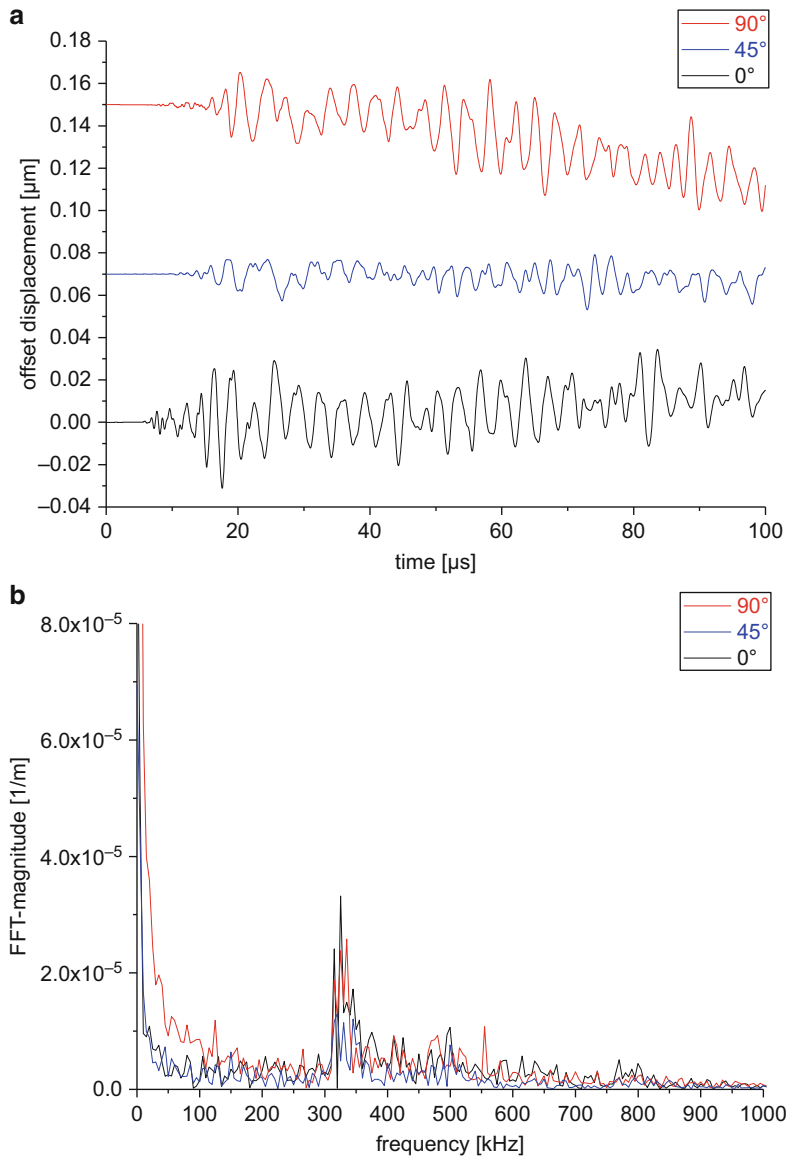 a
90°
45°
0°
0.18
0.16
0.14
0.12
0.10
0.08
0.06
0.04
0.02
0.00
–0.02
–0.04
offset displacement [µm]
0 20 40 60 80 100
time [µs]
b
90°
45°
0°
8.0x10⁻⁵
6.0x10⁻⁵
4.0x10⁻⁵
2.0x10⁻⁵
0.0
FFT-magnitude [1/m]
0 100 200 300 400 500 600 700 800 900 1000
frequency [kHz]